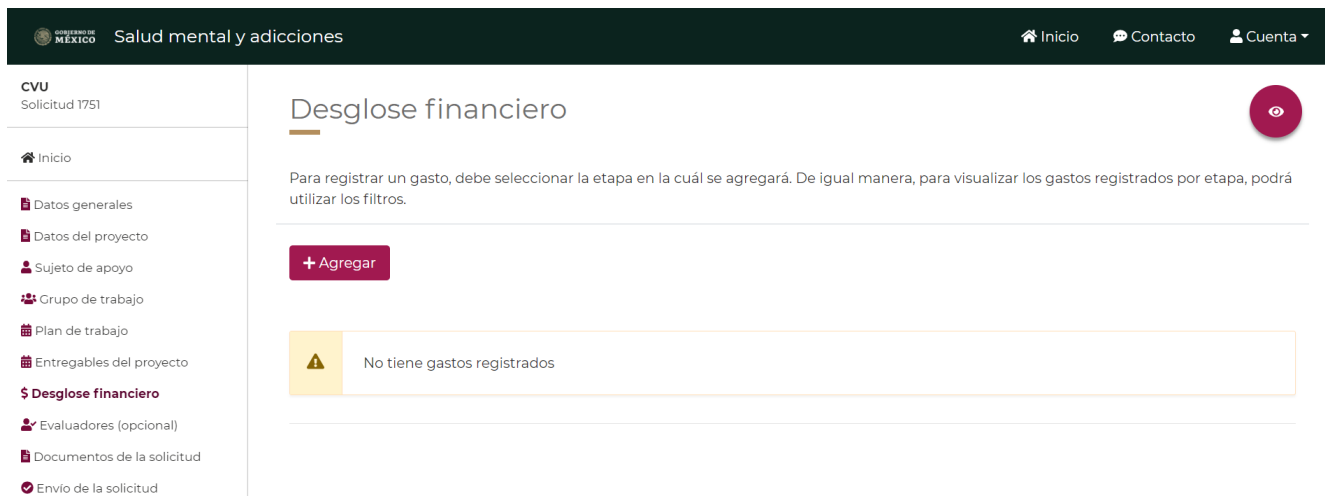 GOBIERNO DE
MÉXICO
Salud mental y adicciones
Inicio
Contacto
Cuenta
CVU
Solicitud 1751
Inicio
Datos generales
Datos del proyecto
Sujeto de apoyo
Grupo de trabajo
Plan de trabajo
Entregables del proyecto
$ Desglose financiero
Evaluadores (opcional)
Documentos de la solicitud
Envío de la solicitud
Desglose financiero
Para registrar un gasto, debe seleccionar la etapa en la cuál se agregará. De igual manera, para visualizar los gastos registrados por etapa, podrá
utilizar los filtros.
+ Agregar
No tiene gastos registrados